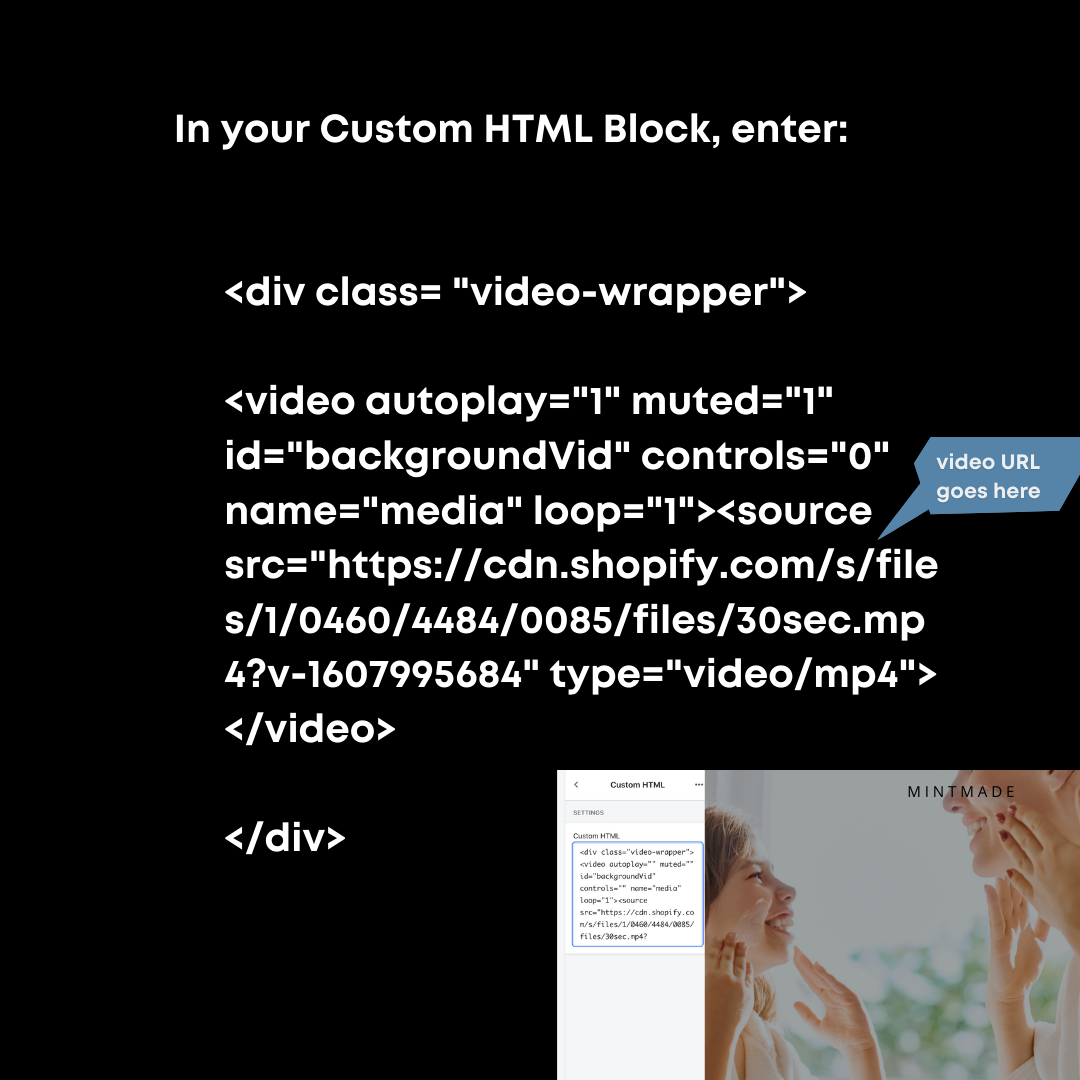 In your Custom HTML Block, enter:
<div class= "video-wrapper">
<video autoplay="1" muted="1"
id="backgroundVid" controls="0"
name="media" loop="1"><source
src="https://cdn.shopify.com/s/file
s/1/0460/4484/0085/files/30sec.mp
4?v-1607995684" type="video/mp4">
</video>
</div>
video URL
goes here
Custom HTML
SETTINGS
Custom HTML
<div class="video-wrapper">
<video autoplay="" muted=""
id="backgroundVid"
controls="" name="media"
loop="1"><source
src="https://cdn.shopify.co
m/s/files/1/0460/4484/0085/
files/30sec.mp4?
MINTMADE